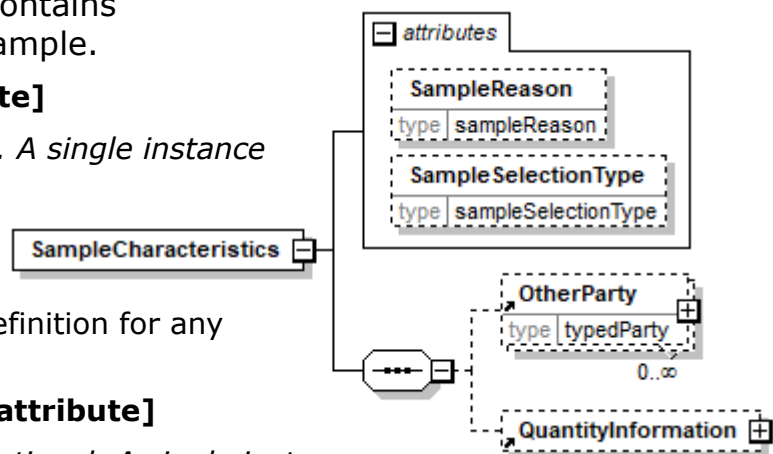 ontains
ample.
te]
. A single instance
efinition for any
attribute]
attributes
SampleReason
type sampleReason
SampleSelectionType
type sampleSelectionType
SampleCharacteristics
OtherParty
type typedParty
0..∞
QuantityInformation